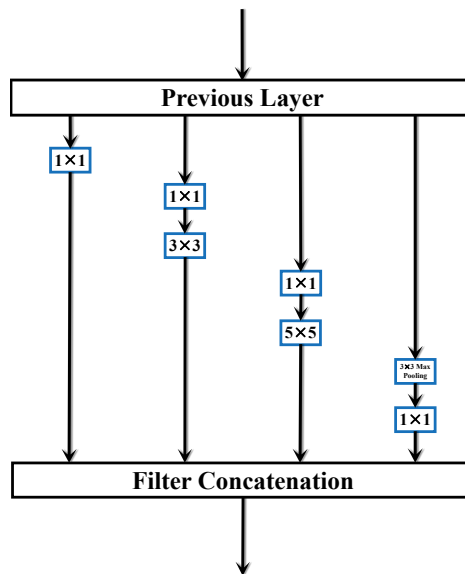 Previous Layer
1×1
1×1
3×3
1×1
5×5
3×3 Max
Pooling
1×1
Filter Concatenation